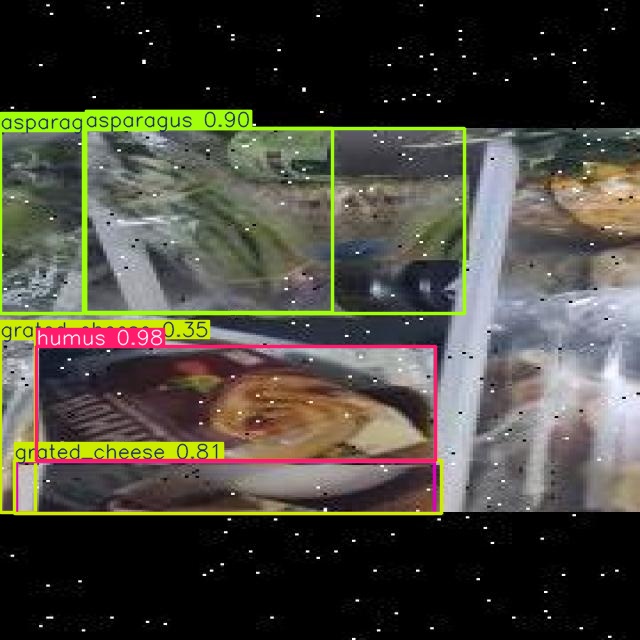 asparag
asparagus 0.90
grated_cheese 0.35
humus 0.98
grated_cheese 0.81